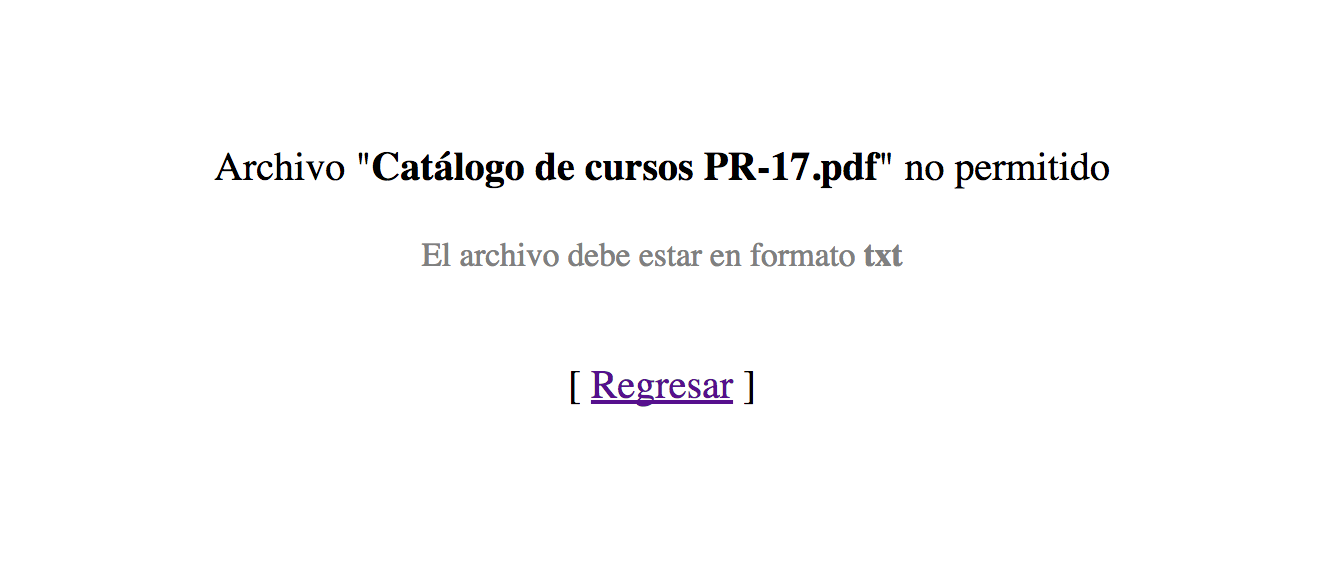 Archivo "Catálogo de cursos PR-17.pdf" no permitido
El archivo debe estar en formato txt
[ Regresar ]